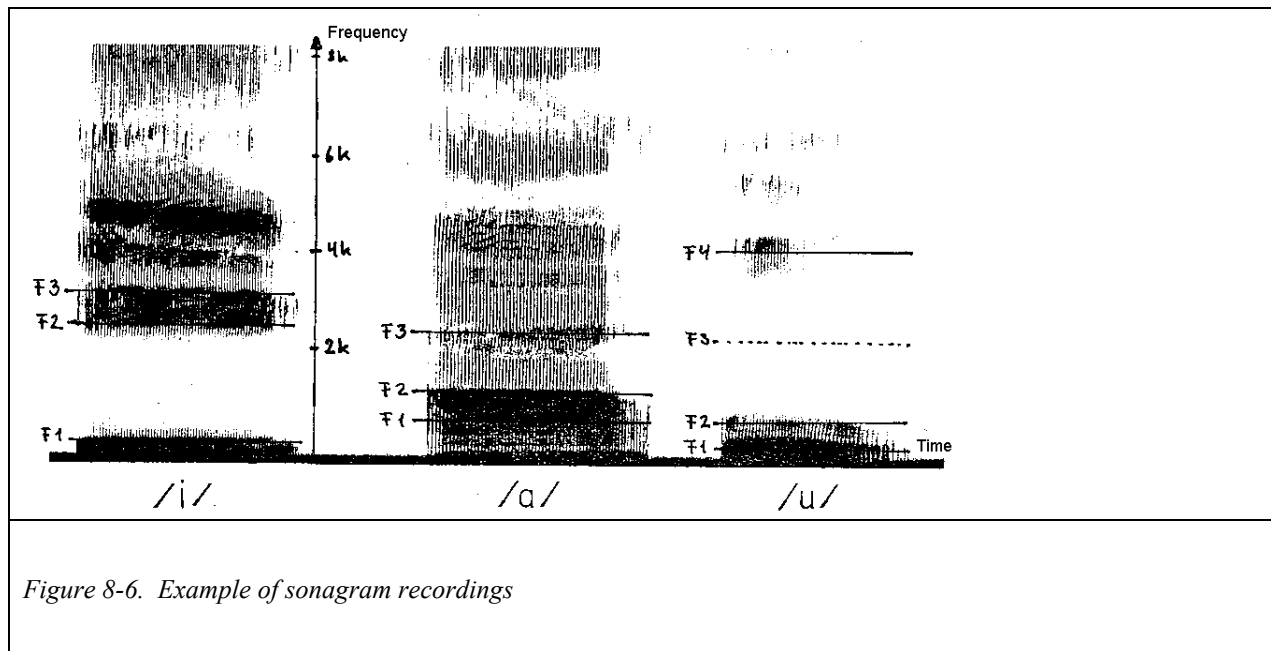 Frequency
8k
6k
4k
2k
F3
F2
F1
F3
F2
F1
F4
F3
F2
F1
Time
/i/
/a/
/u/
Figure 8-6. Example of sonagram recordings